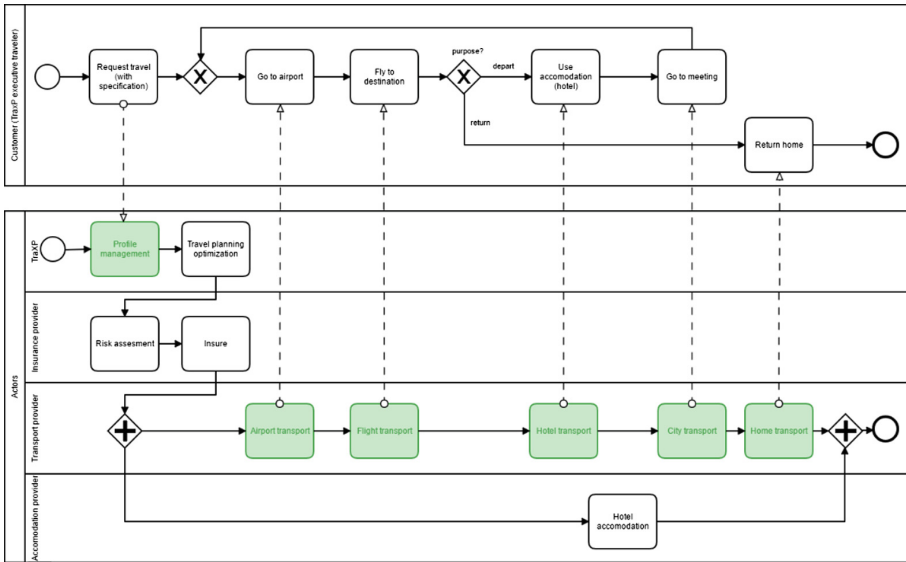 Customer (TraxP executive traveler)
Request travel
(with
specification)
Go to airport
Fly to
destination
purpose?
depart
return
Use
accomodation
(hotel)
Go to meeting
Return home
Actors
TraXP
Profile
management
Travel planning
optimization
Insurance provider
Risk assesment
Insure
Transport provider
Airport transport
Flight transport
Hotel transport
City transport
Home transport
Accomodation provider
Hotel
accomodation